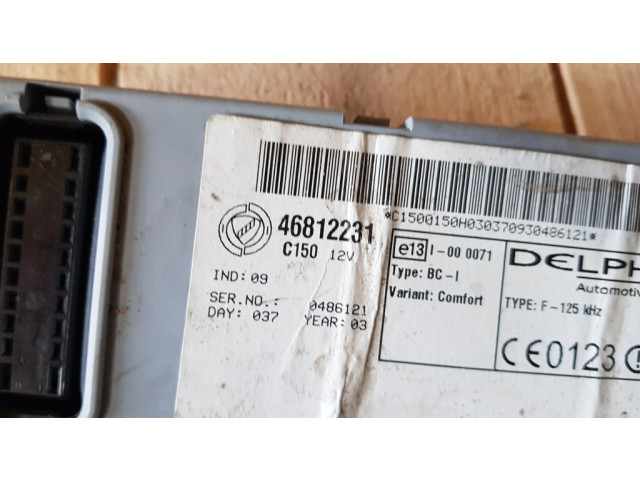 *C1500150H030370930486121*
46812231
C150 12V
IND: 09
SER.NO.: 0486121
DAY: 037 YEAR: 03
e13 I-00 0071
Type: BC-I
Variant: Comfort
DELPH
Automotiv
TYPE: F-125 kHz
CE0123